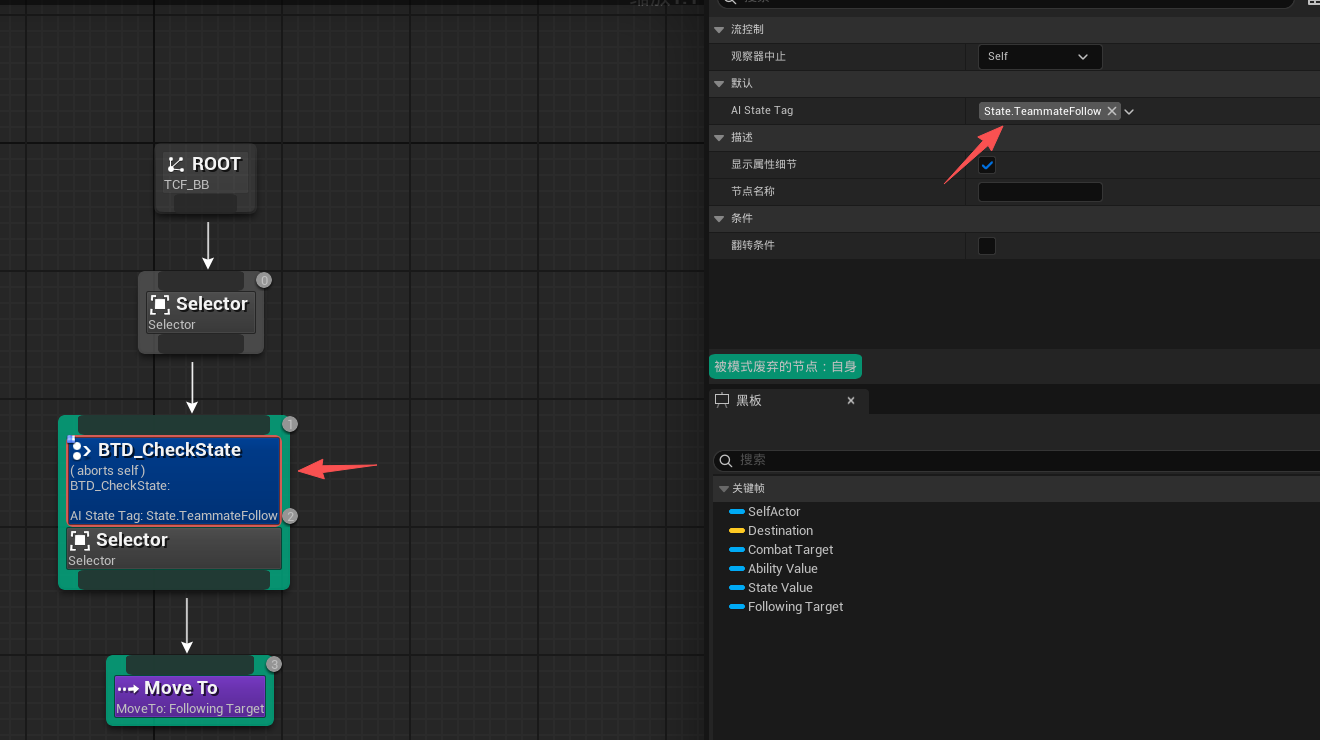 搜索
流控制
观察器中止
Self
默认
AI State Tag
State.TeammateFollow
描述
显示属性细节
节点名称
条件
翻转条件
被模式废弃的节点：自身
黑板
搜索
关键帧
SelfActor
Destination
Combat Target
Ability Value
State Value
Following Target
ROOT
TCF_BB
0
Selector
Selector
1
BTD_CheckState
( aborts self )
BTD_CheckState:
AI State Tag: State.TeammateFollow
2
Selector
Selector
3
Move To
MoveTo: Following Target